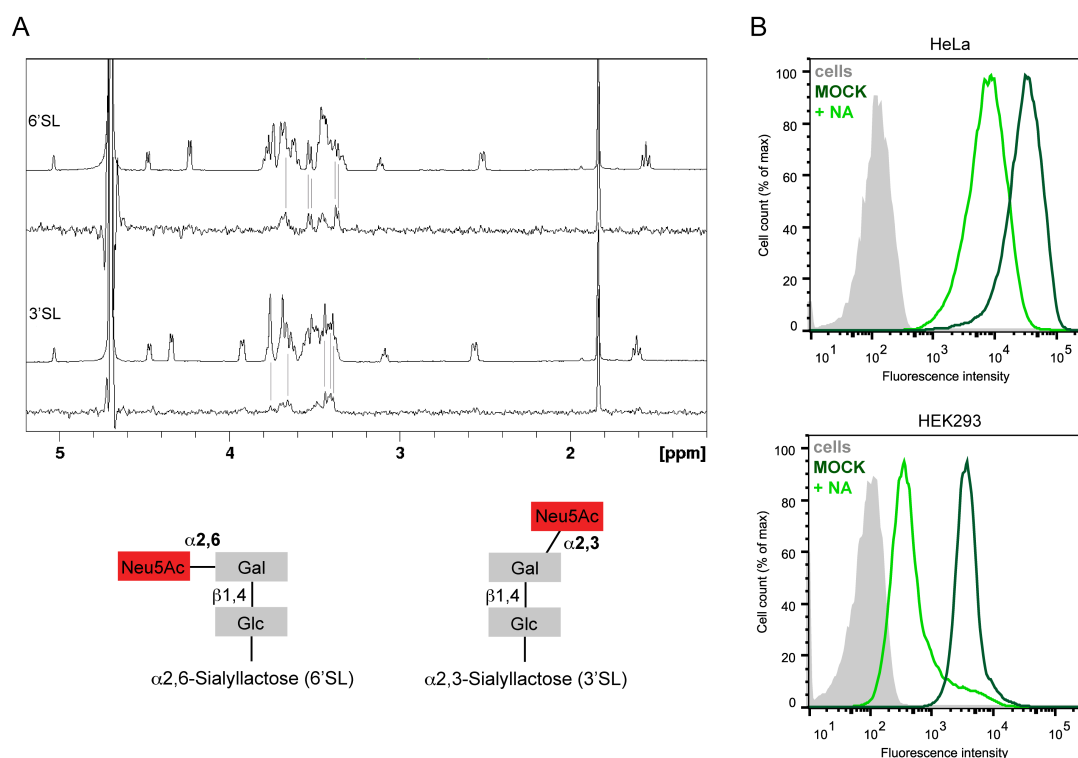 A
6'SL
3'SL
5 4 3 2 [ppm]
Neu5Ac
α2,6
Gal
β1,4
Glc
α2,6-Sialyllactose (6'SL)
Neu5Ac
α2,3
Gal
β1,4
Glc
α2,3-Sialyllactose (3'SL)
B
HeLa
cells
MOCK
+ NA
Cell count (% of max)
100
80
60
40
20
0
10¹ 10² 10³ 10⁴ 10⁵
Fluorescence intensity
HEK293
cells
MOCK
+ NA
Cell count (% of max)
100
80
60
40
20
0
10¹ 10² 10³ 10⁴ 10⁵
Fluorescence intensity